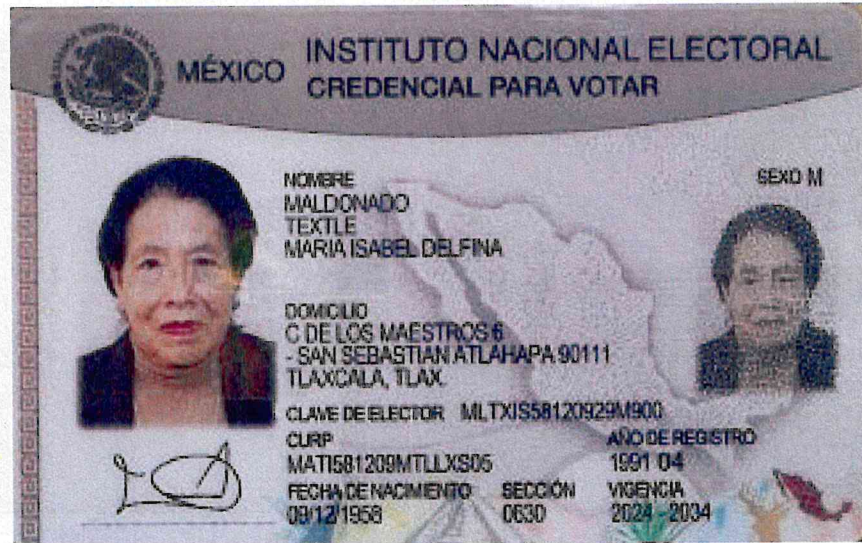 MÉXICO INSTITUTO NACIONAL ELECTORAL
CREDENCIAL PARA VOTAR
NOMBRE
SEXO M
MALDONADO
TEXTLE
MARIA ISABEL DELFINA
DOMICILIO
C DE LOS MAESTROS 6
- SAN SEBASTIAN ATLAHAPA 90111
TLAXCALA, TLAX.
CLAVE DE ELECTOR MLTXIS58120929M900
CURP AÑO DE REGISTRO
MATI581209MTLLXS05 1991 04
FECHA DE NACIMIENTO SECCIÓN VIGENCIA
09/12/1958 0630 2024 - 2034